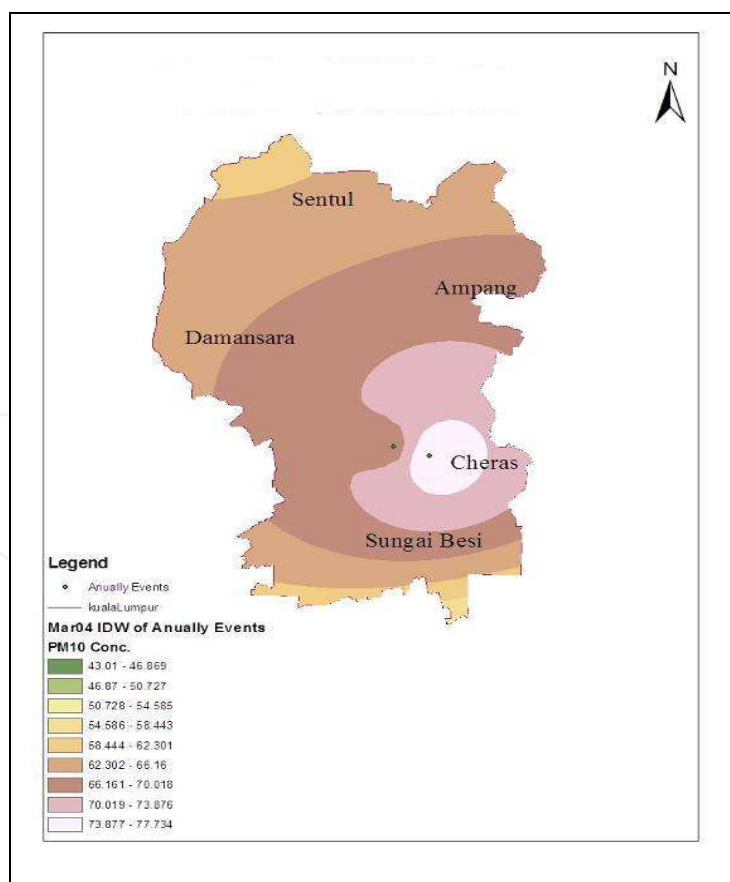 N
Sentul
Ampang
Damansara
Cheras
Sungai Besi
Legend
Anually Events
kualaLumpur
Mar04 IDW of Anually Events
PM10 Conc.
43.01 - 46.869
46.87 - 50.727
50.728 - 54.585
54.586 - 58.443
58.444 - 62.301
62.302 - 66.16
66.161 - 70.018
70.019 - 73.876
73.877 - 77.734